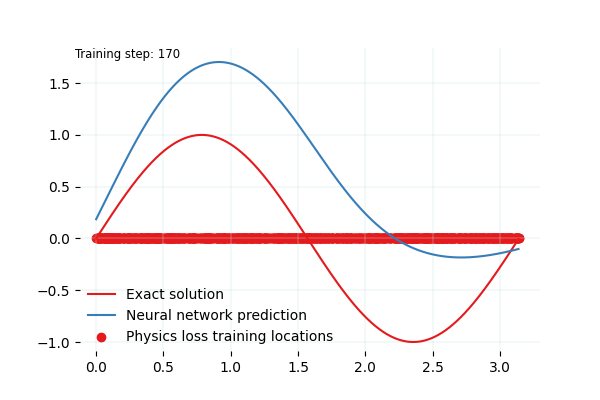 Training step: 170
1.5
1.0
0.5
0.0
−0.5
−1.0
Exact solution
Neural network prediction
Physics loss training locations
0.0 0.5 1.0 1.5 2.0 2.5 3.0